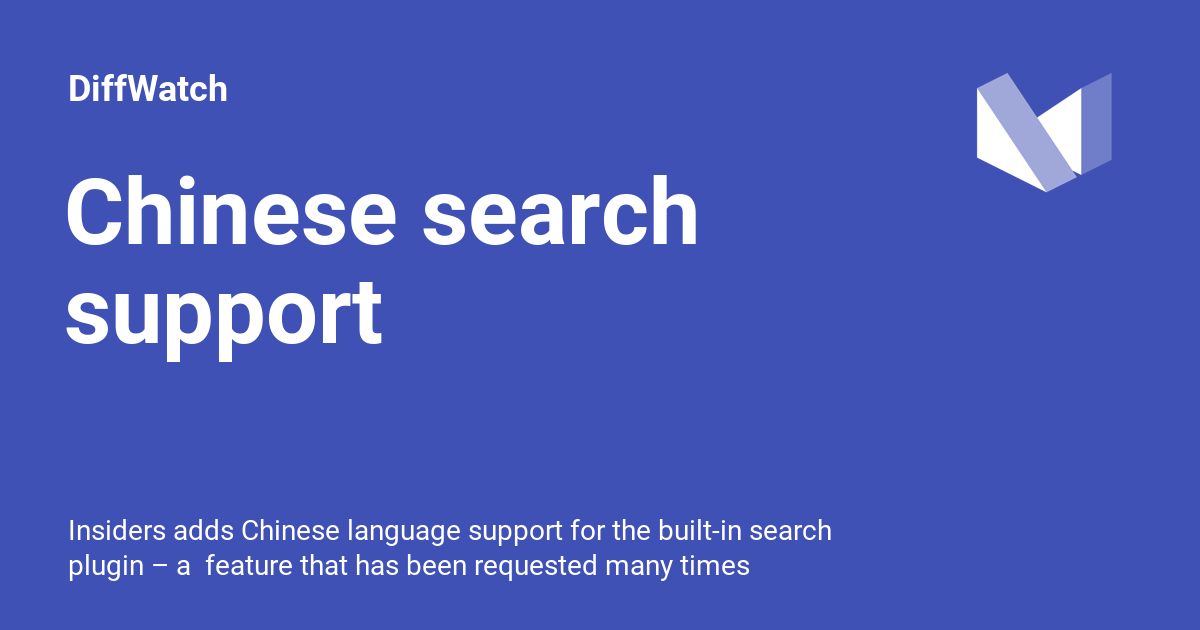 DiffWatch
Chinese search
support
Insiders adds Chinese language support for the built-in search
plugin – a  feature that has been requested many times